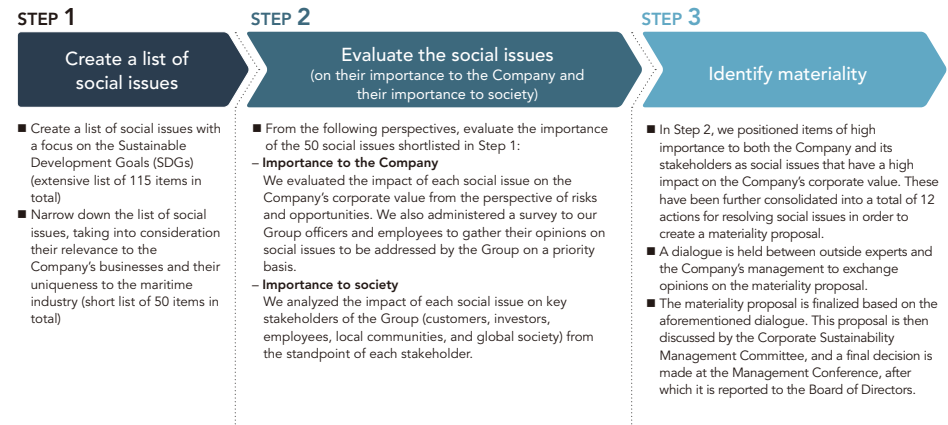 STEP 1
Create a list of
social issues
■ Create a list of social issues with
a focus on the Sustainable
Development Goals (SDGs)
(extensive list of 115 items in
total)
■ Narrow down the list of social
issues, taking into consideration
their relevance to the
Company's businesses and their
uniqueness to the maritime
industry (short list of 50 items in
total)
STEP 2
Evaluate the social issues
(on their importance to the Company and
their importance to society)
■ From the following perspectives, evaluate the importance
of the 50 social issues shortlisted in Step 1:
– Importance to the Company
We evaluated the impact of each social issue on the
Company's corporate value from the perspective of risks
and opportunities. We also administered a survey to our
Group officers and employees to gather their opinions on
social issues to be addressed by the Group on a priority
basis.
– Importance to society
We analyzed the impact of each social issue on key
stakeholders of the Group (customers, investors,
employees, local communities, and global society) from
the standpoint of each stakeholder.
STEP 3
Identify materiality
■ In Step 2, we positioned items of high
importance to both the Company and its
stakeholders as social issues that have a high
impact on the Company's corporate value. These
have been further consolidated into a total of 12
actions for resolving social issues in order to
create a materiality proposal.
■ A dialogue is held between outside experts and
the Company's management to exchange
opinions on the materiality proposal.
■ The materiality proposal is finalized based on the
aforementioned dialogue. This proposal is then
discussed by the Corporate Sustainability
Management Committee, and a final decision is
made at the Management Conference, after
which it is reported to the Board of Directors.